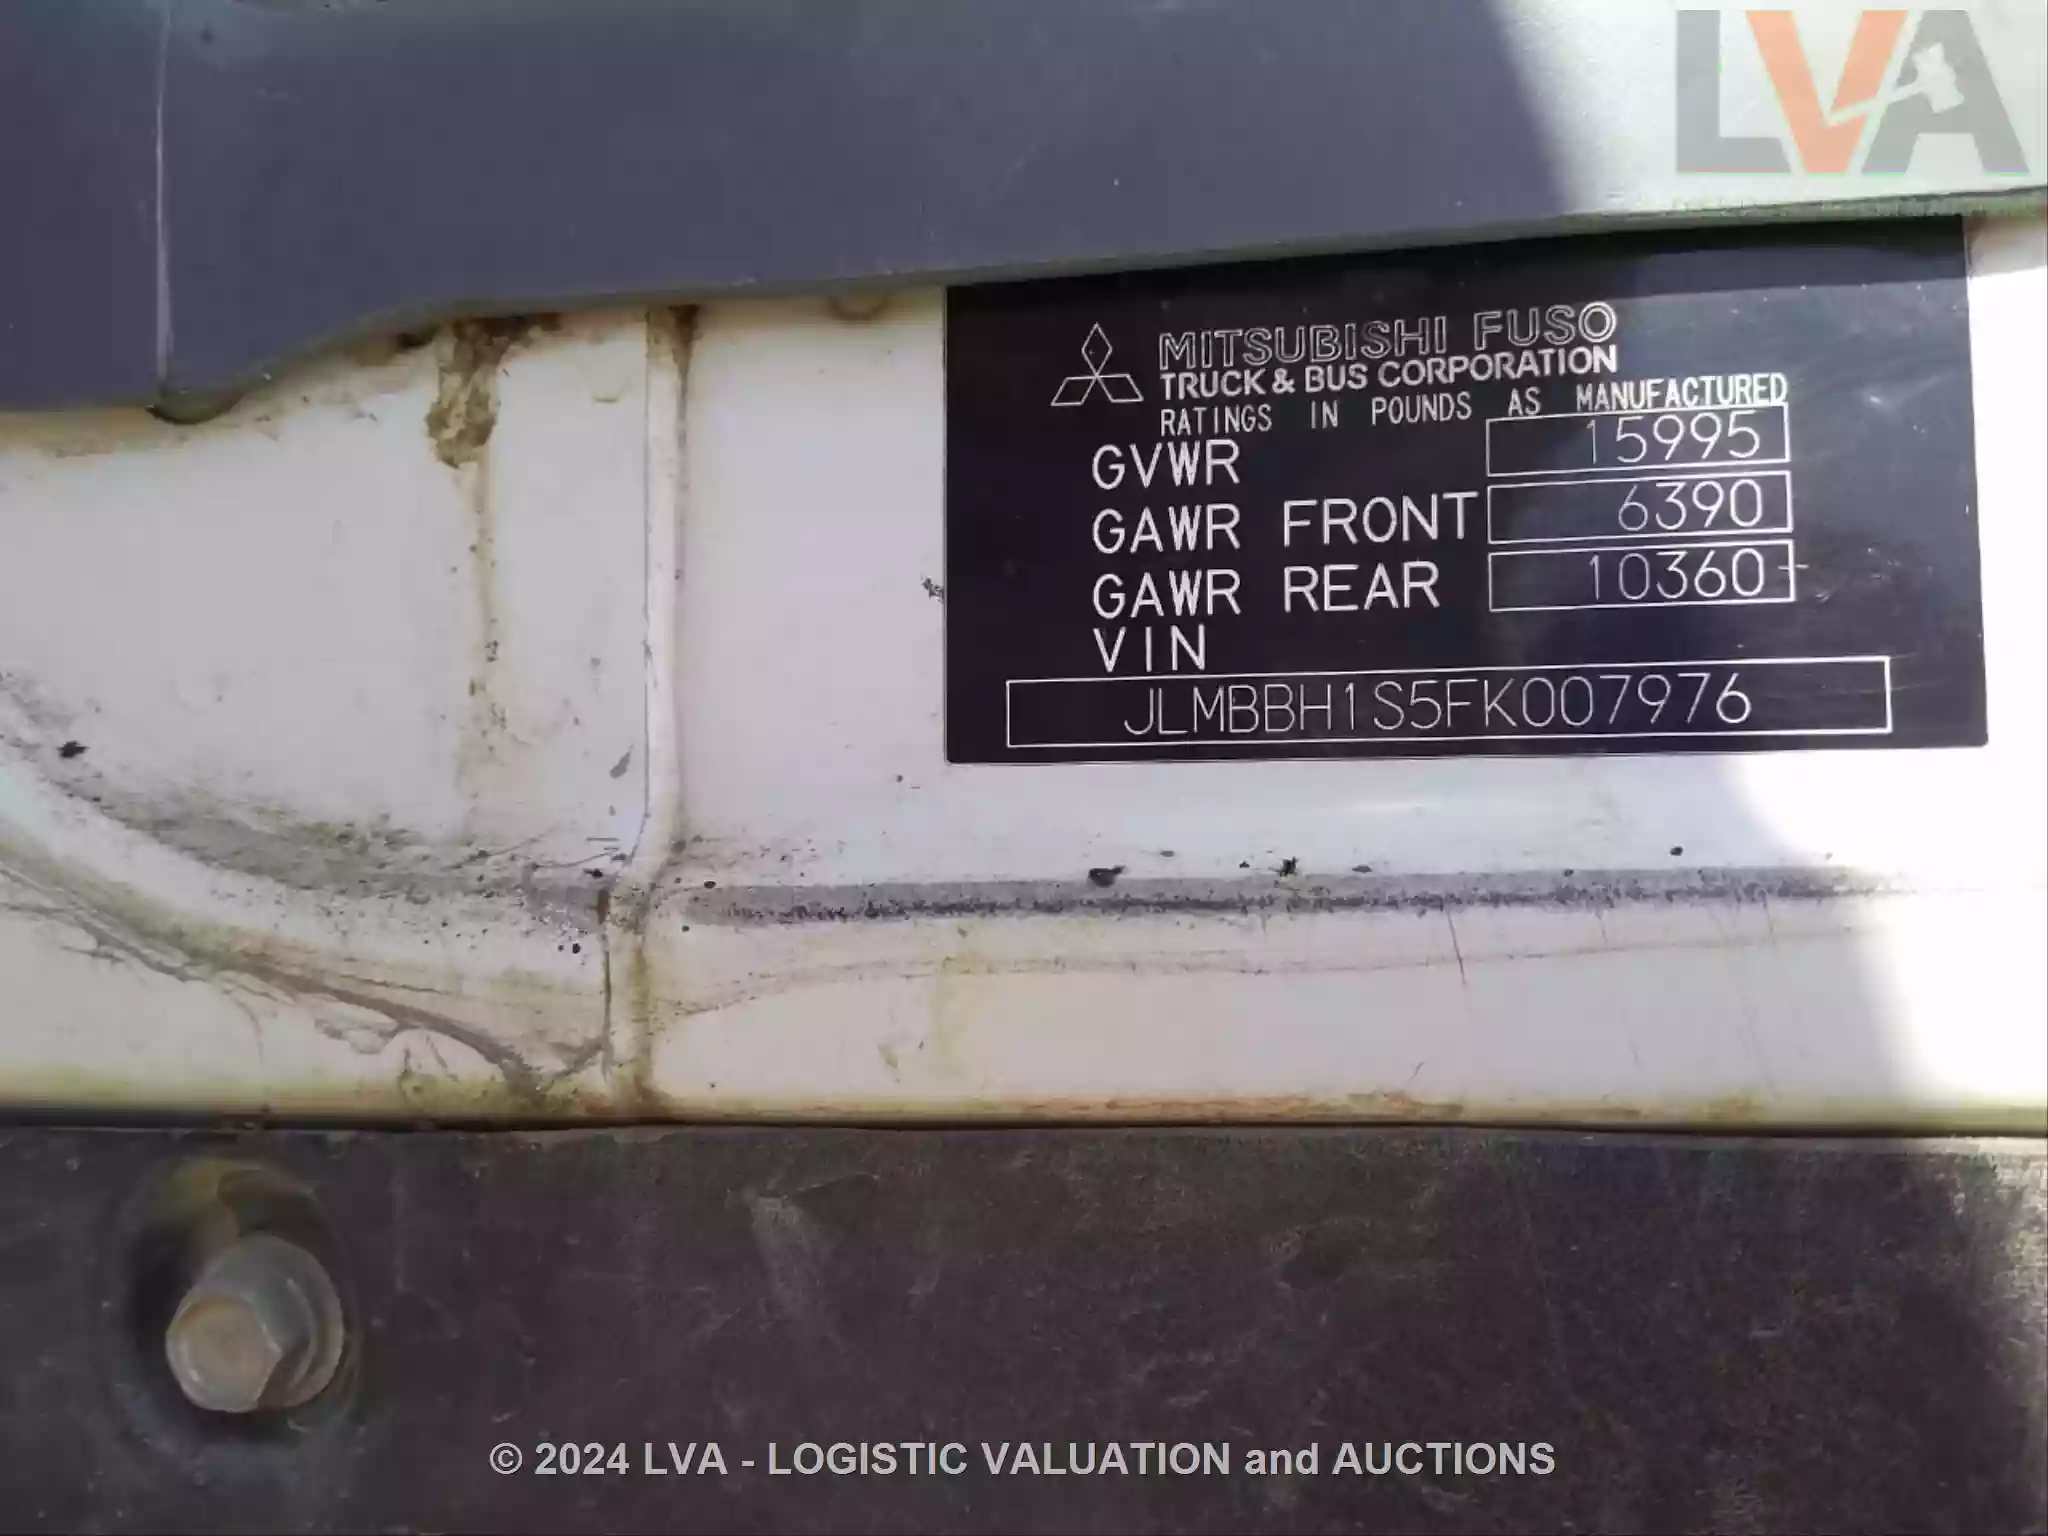 LVA
MITSUBISHI FUSO
TRUCK & BUS CORPORATION
RATINGS IN POUNDS AS MANUFACTURED
GVWR 15995
GAWR FRONT 6390
GAWR REAR 10360
VIN
JLMBBH1S5FK007976
© 2024 LVA - LOGISTIC VALUATION and AUCTIONS